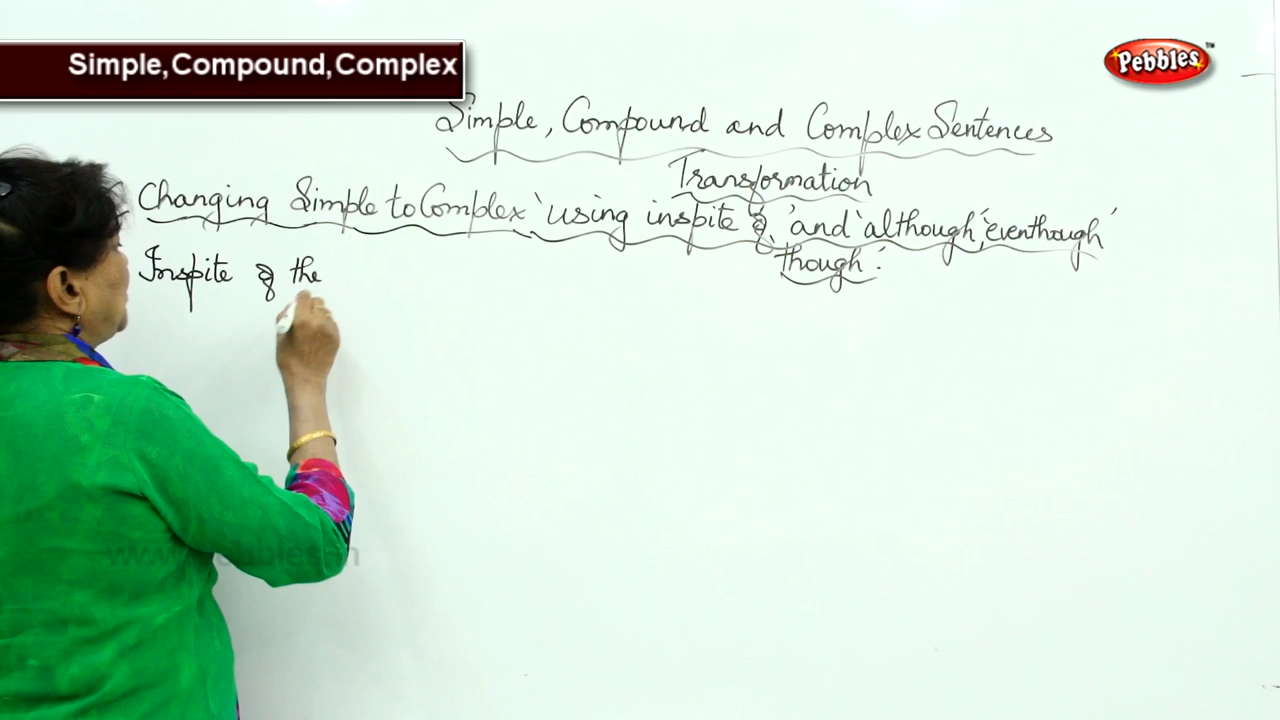 Simple,Compound,Complex
Pebbles™
Simple, Compound and Complex Sentences
Transformation
Changing Simple to Complex 'using inspite of' and 'although', 'eventhough'
though'.
Inspite of the